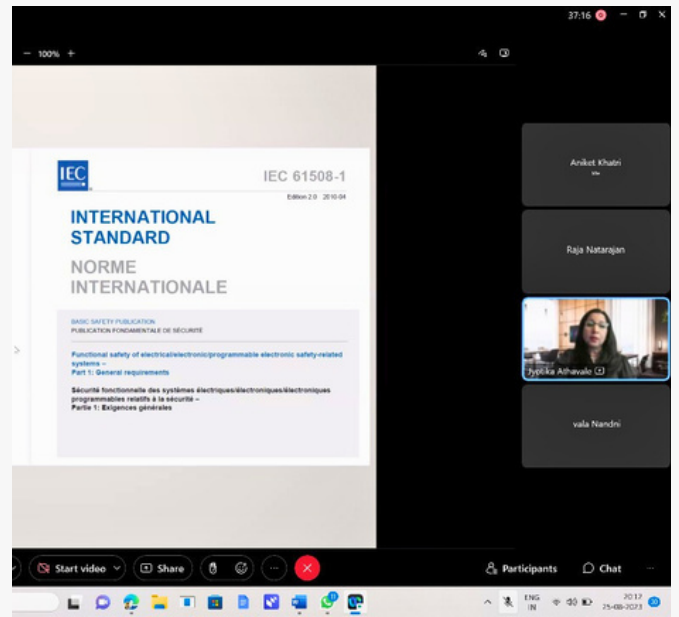 37:16
100%
IEC
IEC 61508-1
Edition 2.0 2010-04
INTERNATIONAL
STANDARD
NORME
INTERNATIONALE
BASIC SAFETY PUBLICATION
PUBLICATION FONDAMENTALE DE SÉCURITÉ
Functional safety of electrical/electronic/programmable electronic safety-related
systems –
Part 1: General requirements
Sécurité fonctionnelle des systèmes électriques/électroniques/électroniques
programmables relatifs à la sécurité –
Partie 1: Exigences générales
Aniket Khatri
Me
Raja Natarajan
Jyotika Athavale
vala Nandni
Start video
Share
Participants
Chat
ENG
IN
20:12
25-08-2023